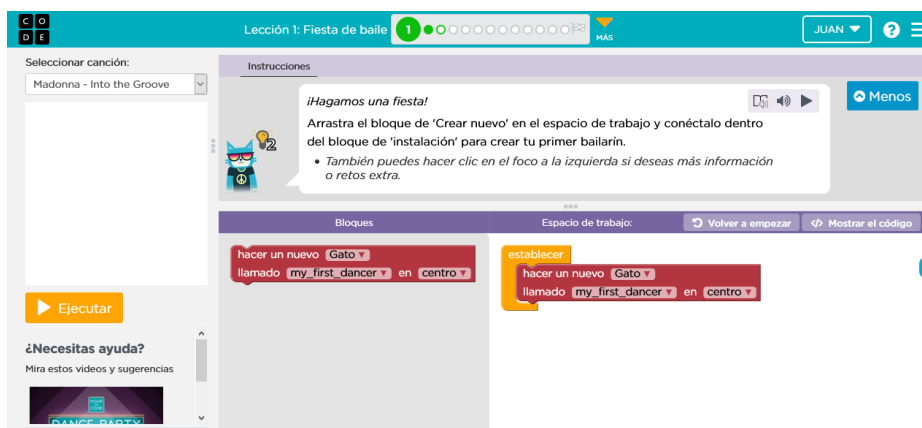 C O
D E
Lección 1: Fiesta de baile
1
MÁS
JUAN
?
Seleccionar canción:
Madonna - Into the Groove
Instrucciones
¡Hagamos una fiesta!
Menos
Arrastra el bloque de 'Crear nuevo' en el espacio de trabajo y conéctalo dentro
del bloque de 'instalación' para crear tu primer bailarín.
2
• También puedes hacer clic en el foco a la izquierda si deseas más información
o retos extra.
Bloques
Espacio de trabajo:
Volver a empezar
Mostrar el código
hacer un nuevo Gato
llamado my_first_dancer en centro
establecer
hacer un nuevo Gato
llamado my_first_dancer en centro
Ejecutar
¿Necesitas ayuda?
Mira estos videos y sugerencias
DANCE PARTY